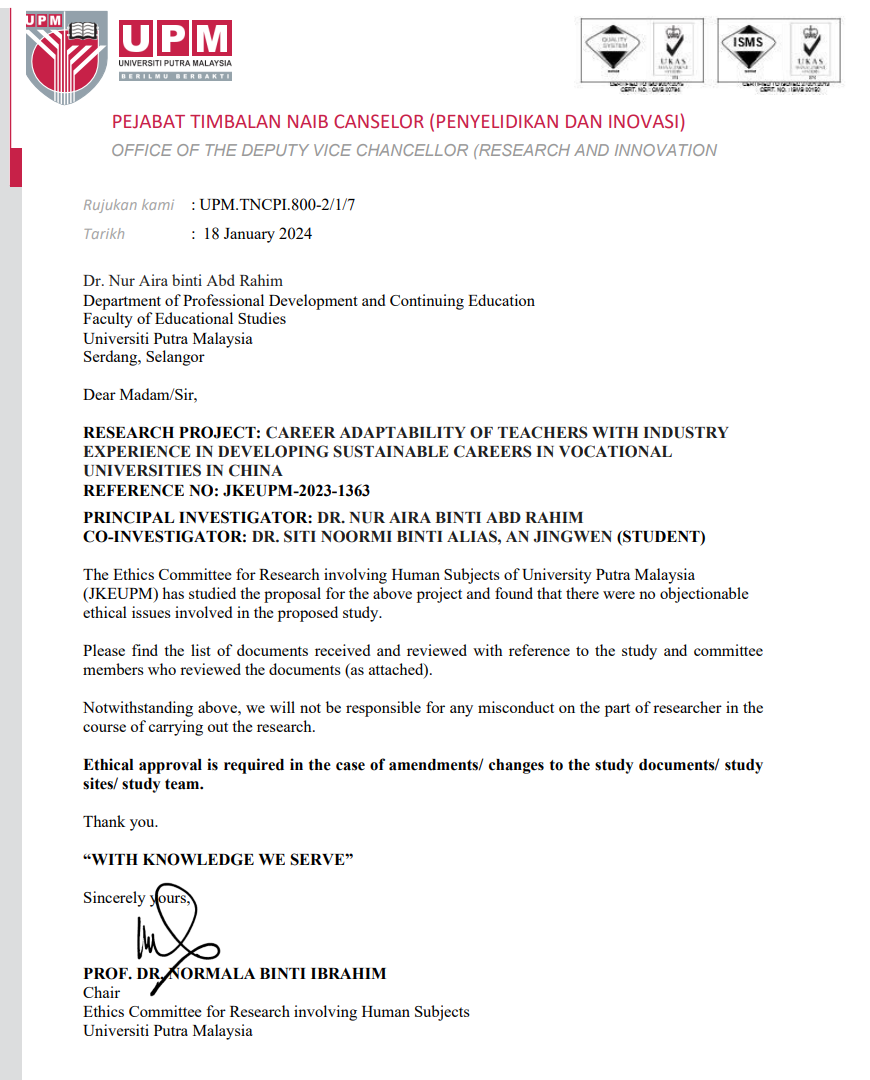 UPM
UPM
UNIVERSITI PUTRA MALAYSIA
BERILMU BERBAKTI
QUALITY
SYSTEM
UKAS
ISMS
UKAS
CERT. NO. : ISMS 00150
PEJABAT TIMBALAN NAIB CANSELOR (PENYELIDIKAN DAN INOVASI)
OFFICE OF THE DEPUTY VICE CHANCELLOR (RESEARCH AND INNOVATION
Rujukan kami : UPM.TNCPI.800-2/1/7
Tarikh : 18 January 2024
Dr. Nur Aira binti Abd Rahim
Department of Professional Development and Continuing Education
Faculty of Educational Studies
Universiti Putra Malaysia
Serdang, Selangor
Dear Madam/Sir,
RESEARCH PROJECT: CAREER ADAPTABILITY OF TEACHERS WITH INDUSTRY
EXPERIENCE IN DEVELOPING SUSTAINABLE CAREERS IN VOCATIONAL
UNIVERSITIES IN CHINA
REFERENCE NO: JKEUPM-2023-1363
PRINCIPAL INVESTIGATOR: DR. NUR AIRA BINTI ABD RAHIM
CO-INVESTIGATOR: DR. SITI NOORMI BINTI ALIAS, AN JINGWEN (STUDENT)
The Ethics Committee for Research involving Human Subjects of University Putra Malaysia
(JKEUPM) has studied the proposal for the above project and found that there were no objectionable
ethical issues involved in the proposed study.
Please find the list of documents received and reviewed with reference to the study and committee
members who reviewed the documents (as attached).
Notwithstanding above, we will not be responsible for any misconduct on the part of researcher in the
course of carrying out the research.
Ethical approval is required in the case of amendments/ changes to the study documents/ study
sites/ study team.
Thank you.
“WITH KNOWLEDGE WE SERVE”
Sincerely yours,
PROF. DR. NORMALA BINTI IBRAHIM
Chair
Ethics Committee for Research involving Human Subjects
Universiti Putra Malaysia